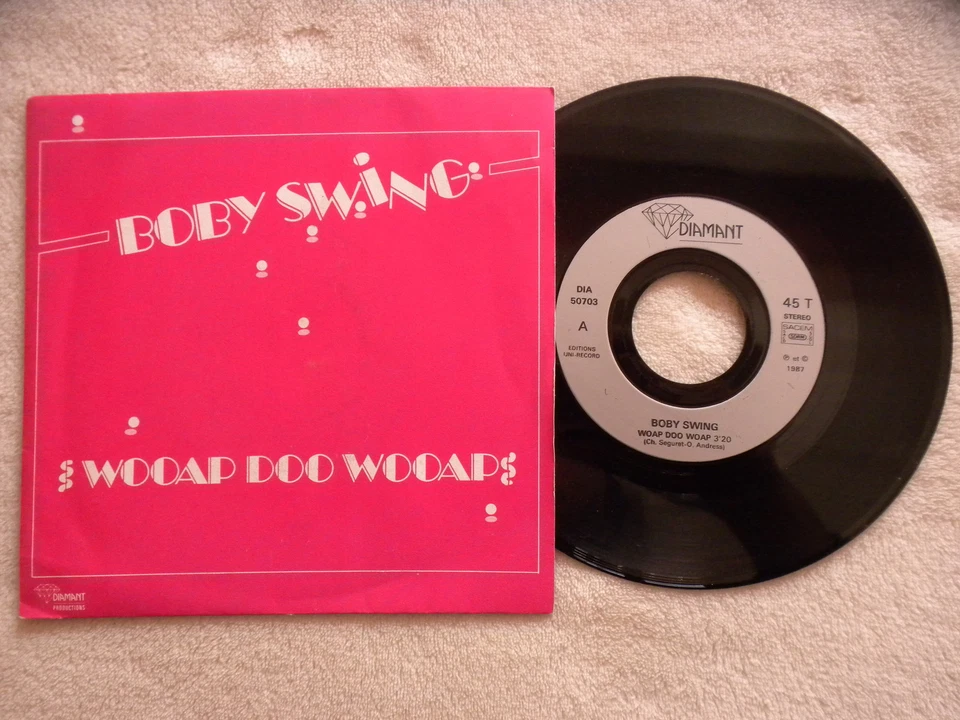 BOBY SWING
WOOAP DOO WOOAP
DIAMANT
PRODUCTIONS
DIAMANT
DIA
50703
A
EDITIONS
UNI-RECORD
45 T
STEREO
SACEM
℗ et ©
1987
BOBY SWING
WOAP DOO WOAP 3'20
(Ch. Seguret-D. Andress)